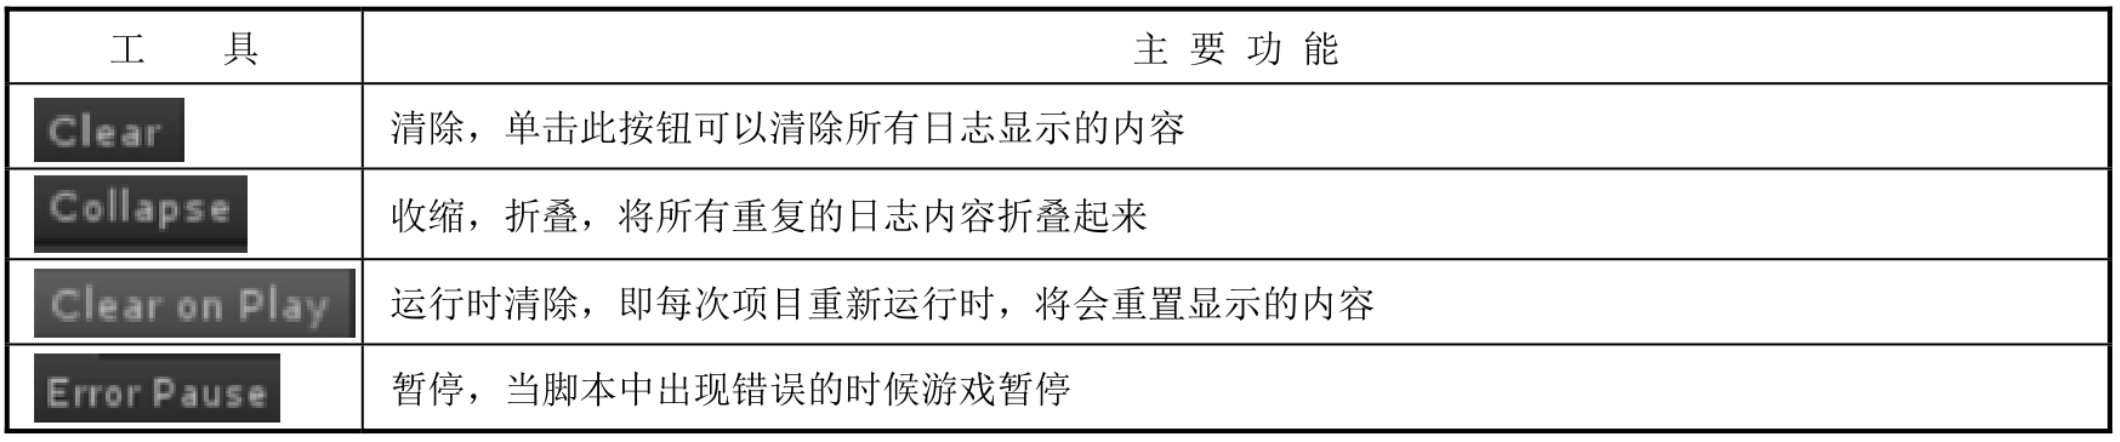 工 具 主 要 功 能
Clear 清除，单击此按钮可以清除所有日志显示的内容
Collapse 收缩，折叠，将所有重复的日志内容折叠起来
Clear on Play 运行时清除，即每次项目重新运行时，将会重置显示的内容
Error Pause 暂停，当脚本中出现错误的时候游戏暂停